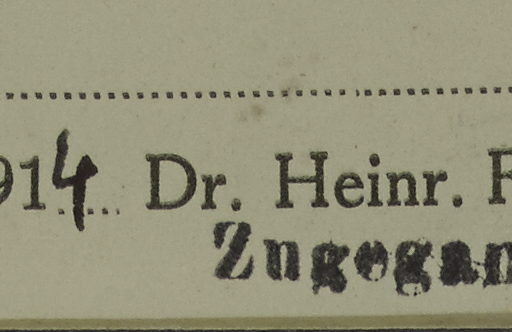 914 Dr. Heinr.
Zugegan